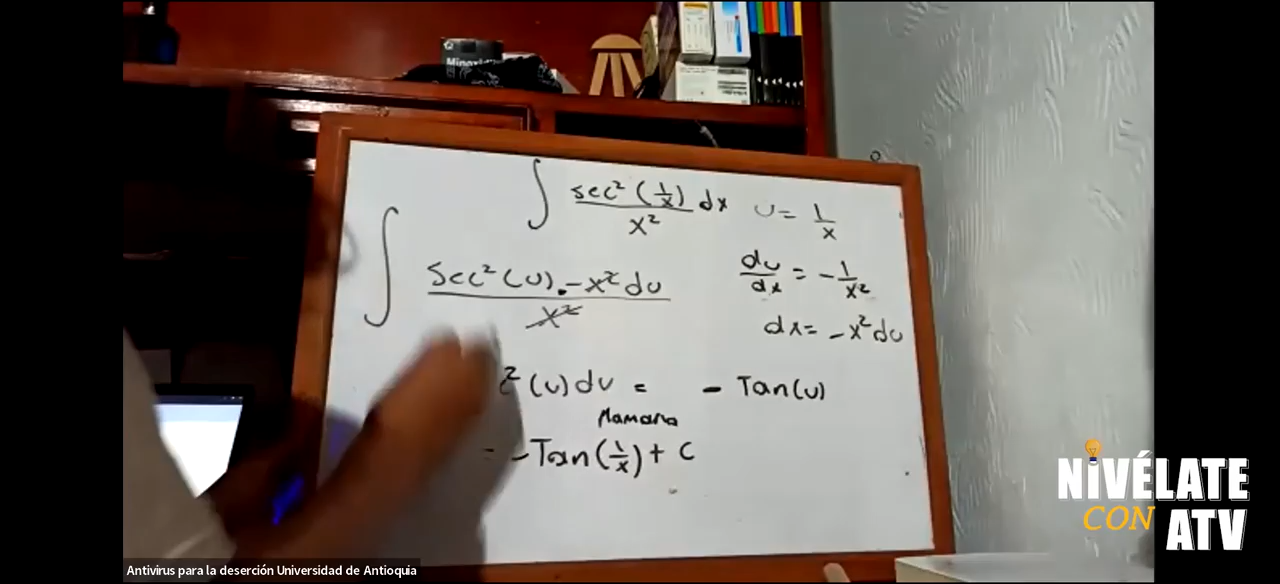 Minoxi
∫ sec² (1/x) / x² dx
u = 1/x
∫ Sec² (u) . -x² du / x²
du/dx = -1/x²
dx = -x² du
² (u) du = - Tan(u)
= -Tan(1/x) + C
NIVÉLATE
CON
ATV
Antivirus para la deserción Universidad de Antioquia